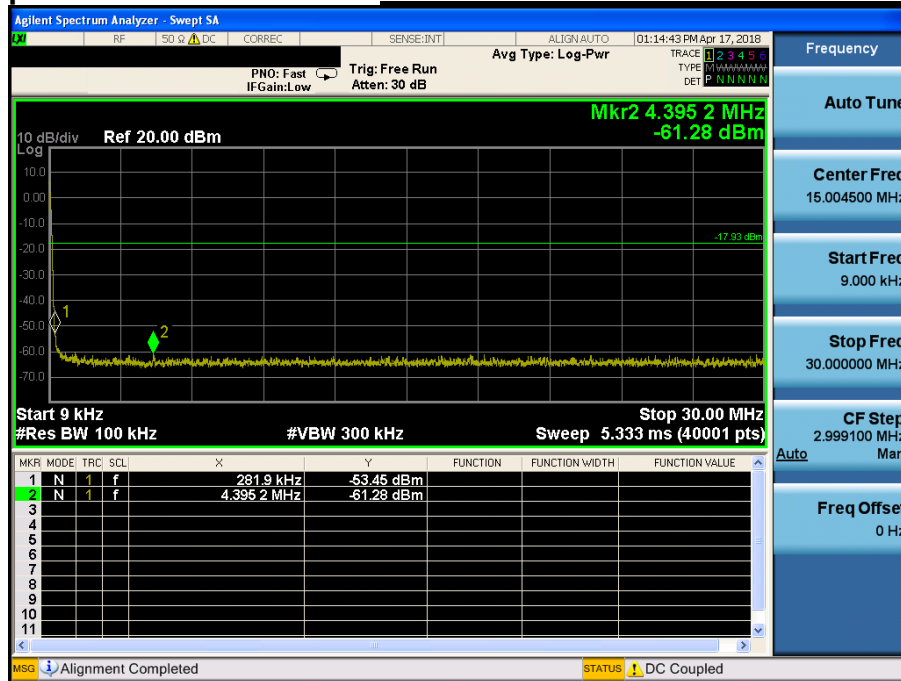 Agilent Spectrum Analyzer - Swept SA
LXI RF 50 Ω DC CORREC SENSE:INT ALIGN AUTO 01:14:43 PM Apr 17, 2018
PNO: Fast
IFGain:Low
Trig: Free Run
Atten: 30 dB
Avg Type: Log-Pwr
TRACE 1 2 3 4 5 6
TYPE M WWWWW
DET P N N N N N
Mkr2 4.395 2 MHz
-61.28 dBm
10 dB/div
Log
Ref 20.00 dBm
10.0
0.00
-10.0
-20.0
-30.0
-40.0
-50.0
-60.0
-70.0
-17.93 dBm
1
2
Start 9 kHz
Stop 30.00 MHz
#Res BW 100 kHz
#VBW 300 kHz
Sweep 5.333 ms (40001 pts)
MKR MODE TRC SCL X Y FUNCTION FUNCTION WIDTH FUNCTION VALUE
1 N 1 f 281.9 kHz -53.45 dBm
2 N 1 f 4.395 2 MHz -61.28 dBm
3
4
5
6
7
8
9
10
11
MSG Alignment Completed
STATUS DC Coupled
Frequency
Auto Tune
Center Freq
15.004500 MHz
Start Freq
9.000 kHz
Stop Freq
30.000000 MHz
CF Step
2.999100 MHz
Auto Man
Freq Offset
0 Hz